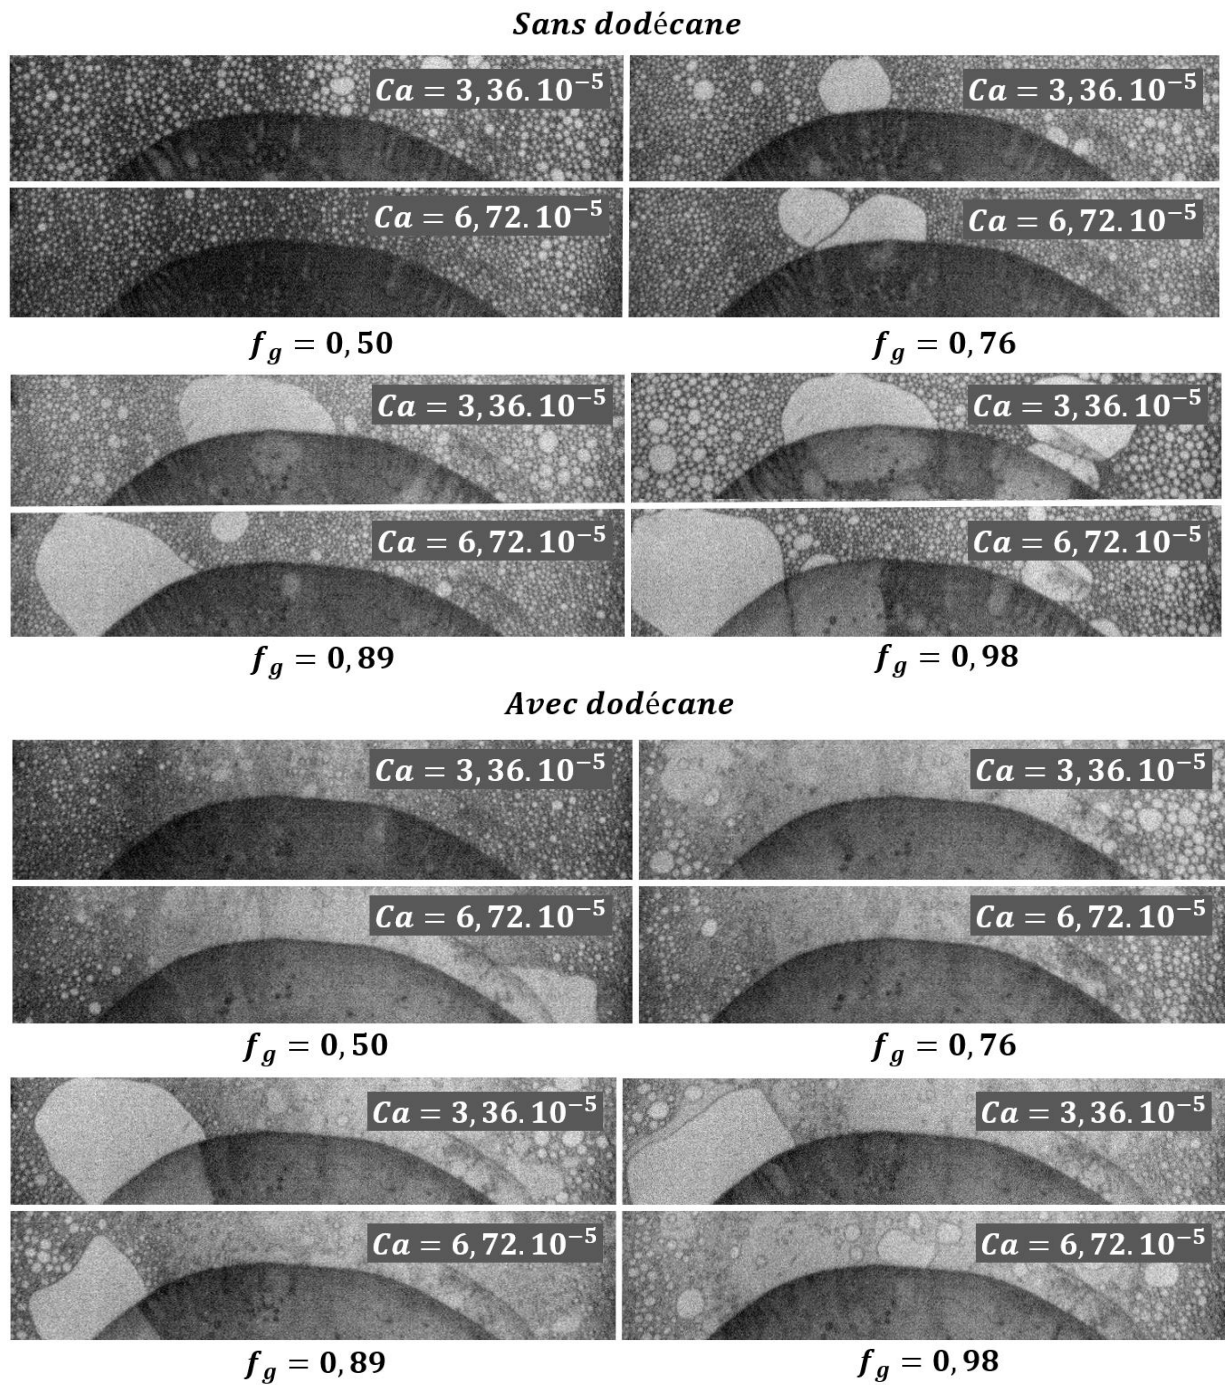 Sans dodécane
Ca = 3,36.10⁻⁵
Ca = 3,36.10⁻⁵
Ca = 6,72.10⁻⁵
Ca = 6,72.10⁻⁵
f_g = 0,50
f_g = 0,76
Ca = 3,36.10⁻⁵
Ca = 3,36.10⁻⁵
Ca = 6,72.10⁻⁵
Ca = 6,72.10⁻⁵
f_g = 0,89
f_g = 0,98
Avec dodécane
Ca = 3,36.10⁻⁵
Ca = 3,36.10⁻⁵
Ca = 6,72.10⁻⁵
Ca = 6,72.10⁻⁵
f_g = 0,50
f_g = 0,76
Ca = 3,36.10⁻⁵
Ca = 3,36.10⁻⁵
Ca = 6,72.10⁻⁵
Ca = 6,72.10⁻⁵
f_g = 0,89
f_g = 0,98